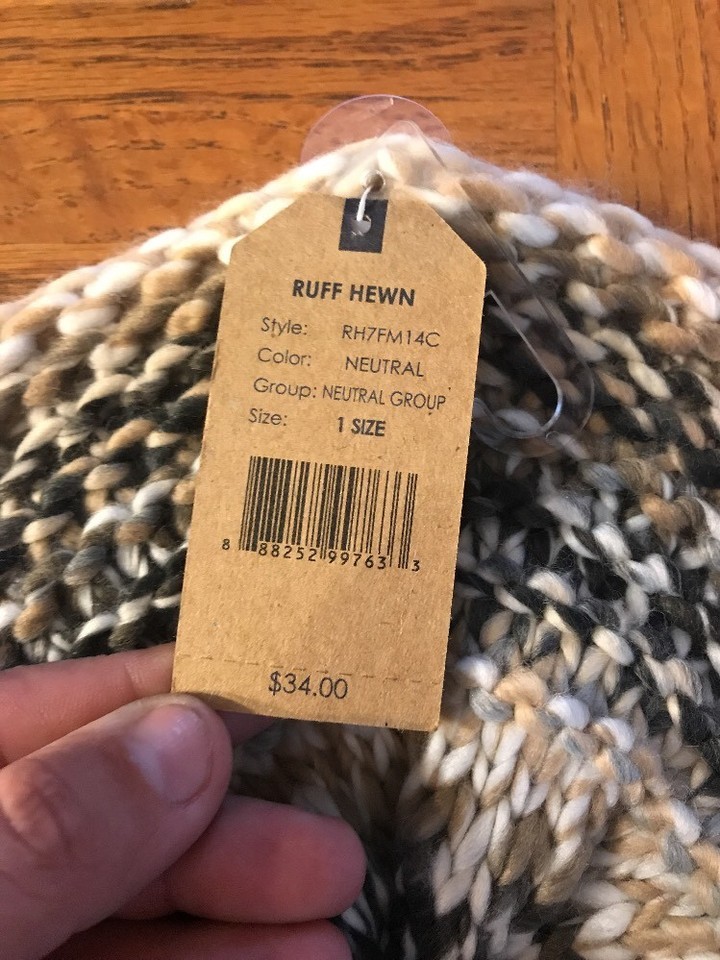 RUFF HEWN
Style: RH7FM14C
Color: NEUTRAL
Group: NEUTRAL GROUP
Size: 1 SIZE
8 88252 99763 3
$34.00